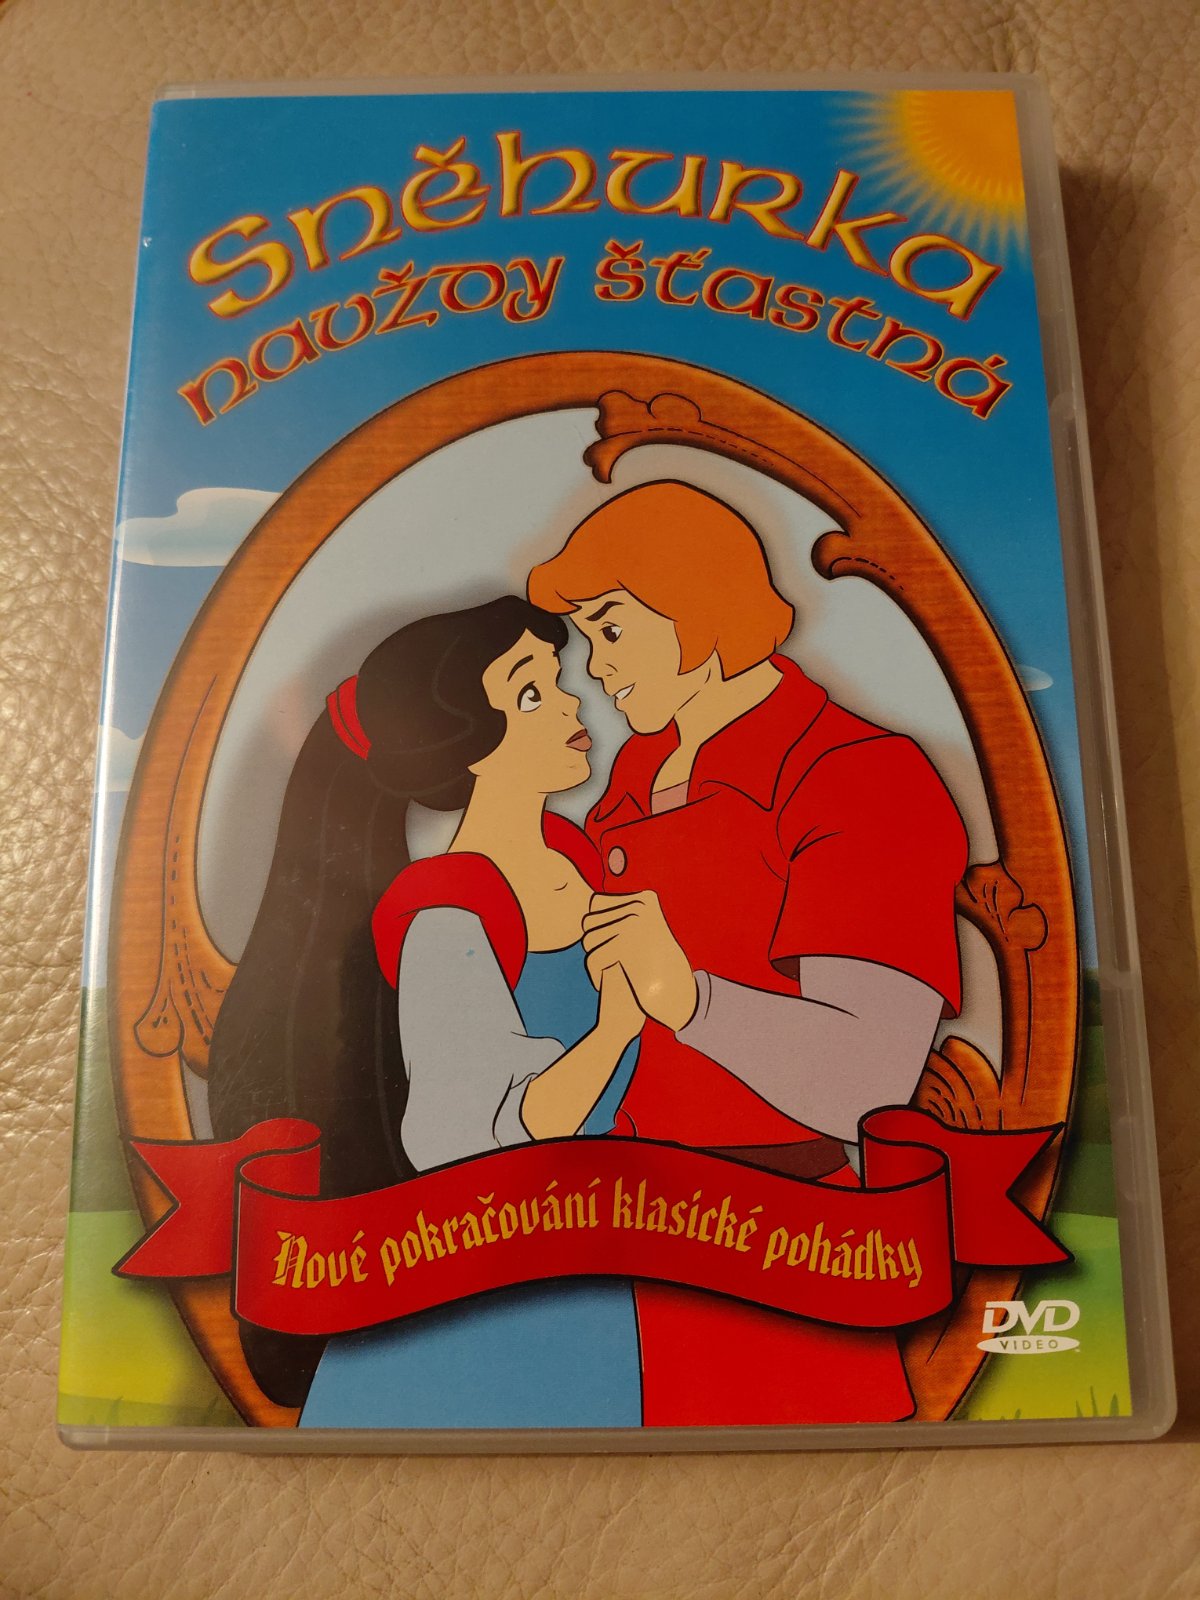 Sněhurka
navždy šťastná
Nové pokračování klasické pohádky
DVD
VIDEO